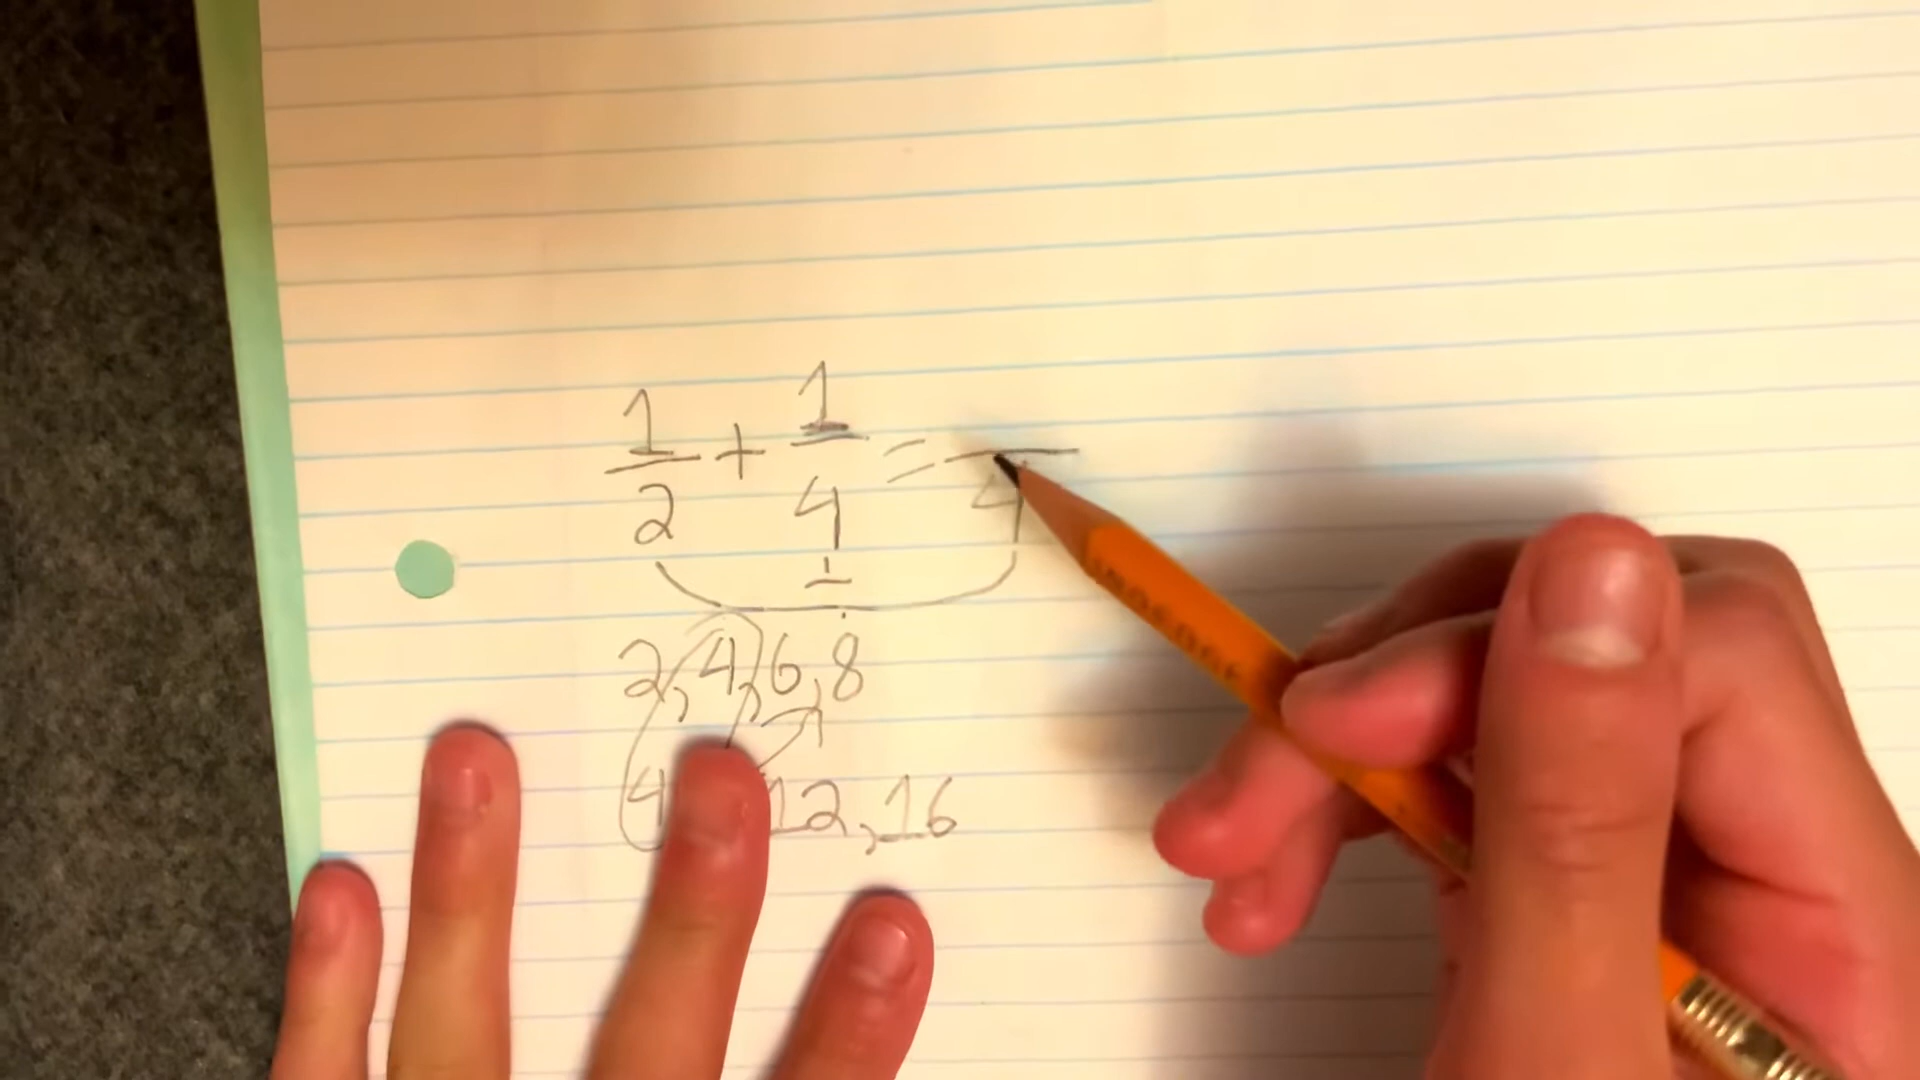 1/2 + 1/4 = /4
1
2, 4, 6, 8
4 12, 16